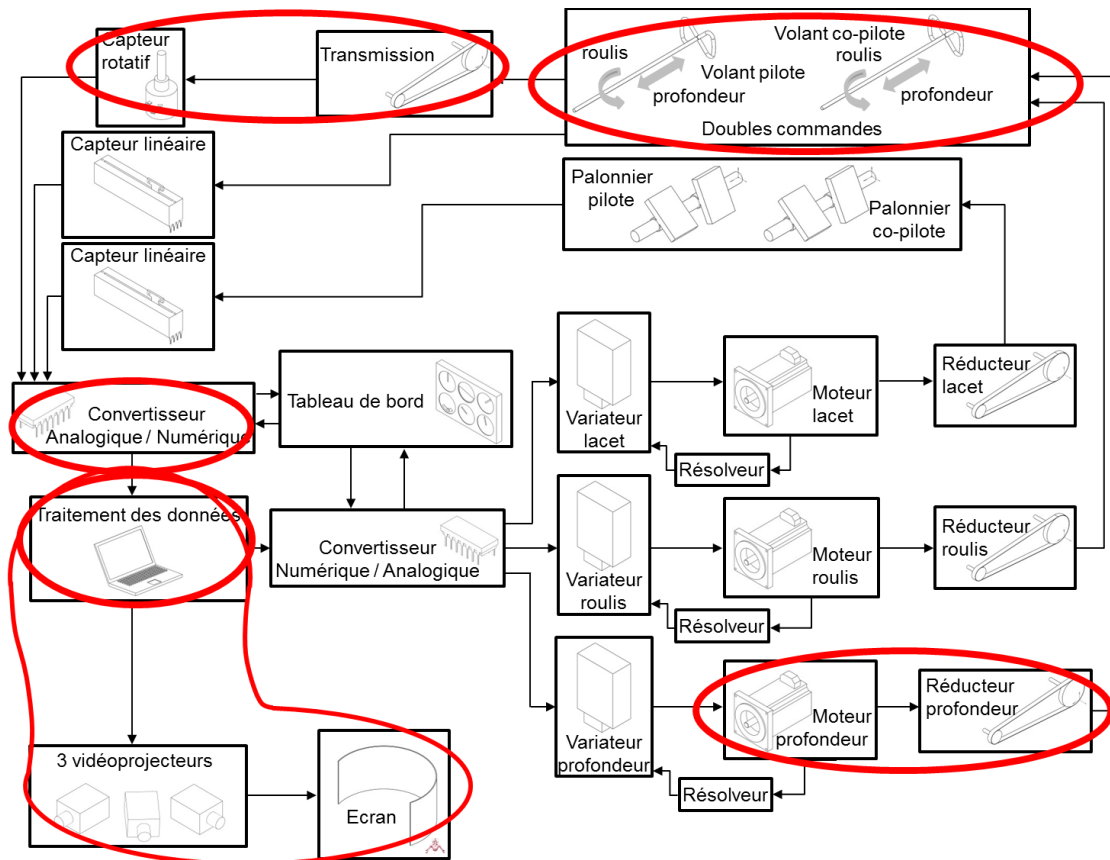 Capteur
rotatif
Transmission
roulis
Volant pilote
profondeur
Volant co-pilote
roulis
profondeur
Doubles commandes
Capteur linéaire
Palonnier
pilote
Palonnier
co-pilote
Capteur linéaire
Convertisseur
Analogique / Numérique
Tableau de bord
Variateur
lacet
Moteur
lacet
Réducteur
lacet
Résolveur
Traitement des données
Convertisseur
Numérique / Analogique
Variateur
roulis
Moteur
roulis
Réducteur
roulis
Résolveur
Variateur
profondeur
Moteur
profondeur
Réducteur
profondeur
Résolveur
3 vidéoprojecteurs
Ecran